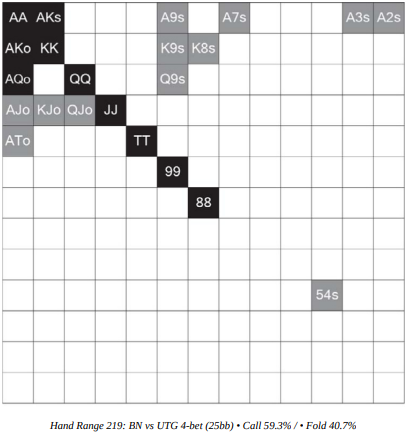 AA AKs A9s A7s A3s A2s
AKo KK K9s K8s
AQo QQ Q9s
AJo KJo QJo JJ
ATo TT
99
88
54s
Hand Range 219: BN vs UTG 4-bet (25bb) • Call 59.3% / • Fold 40.7%